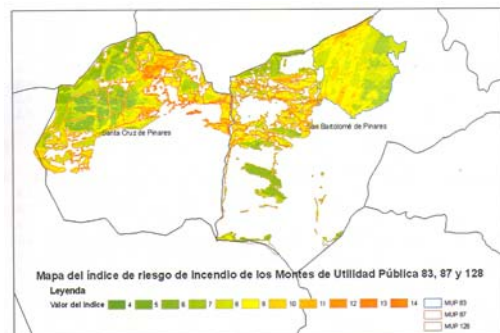 Santa Cruz de Pinares
San Bartolomé de Pinares
Mapa del índice de riesgo de incendio de los Montes de Utilidad Pública 83, 87 y 128
Leyenda
Valor del índice 4 5 6 7 8 9 10 11 12 13 14
MUP 83
MUP 87
MUP 128